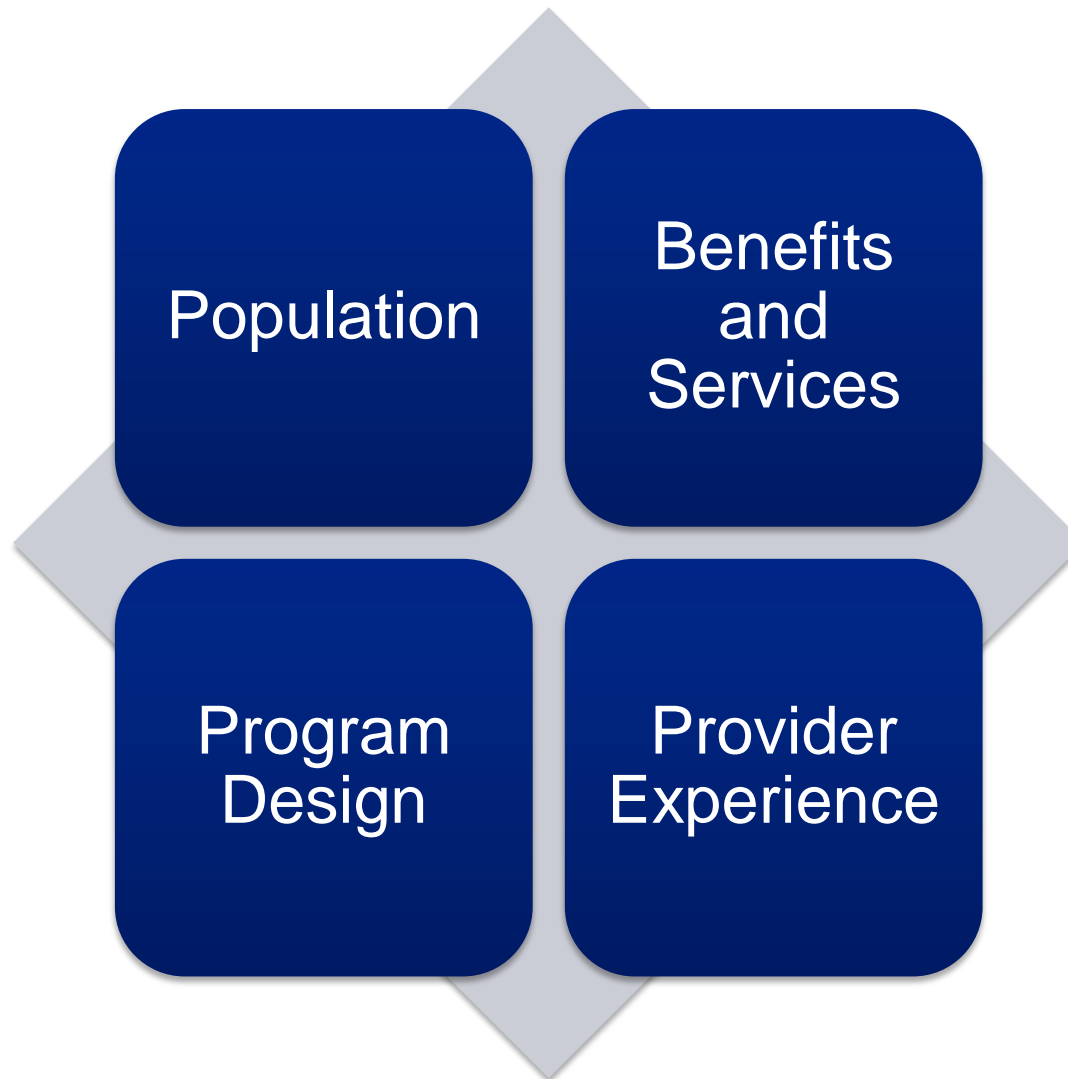 Population
Benefits
and
Services
Program
Design
Provider
Experience